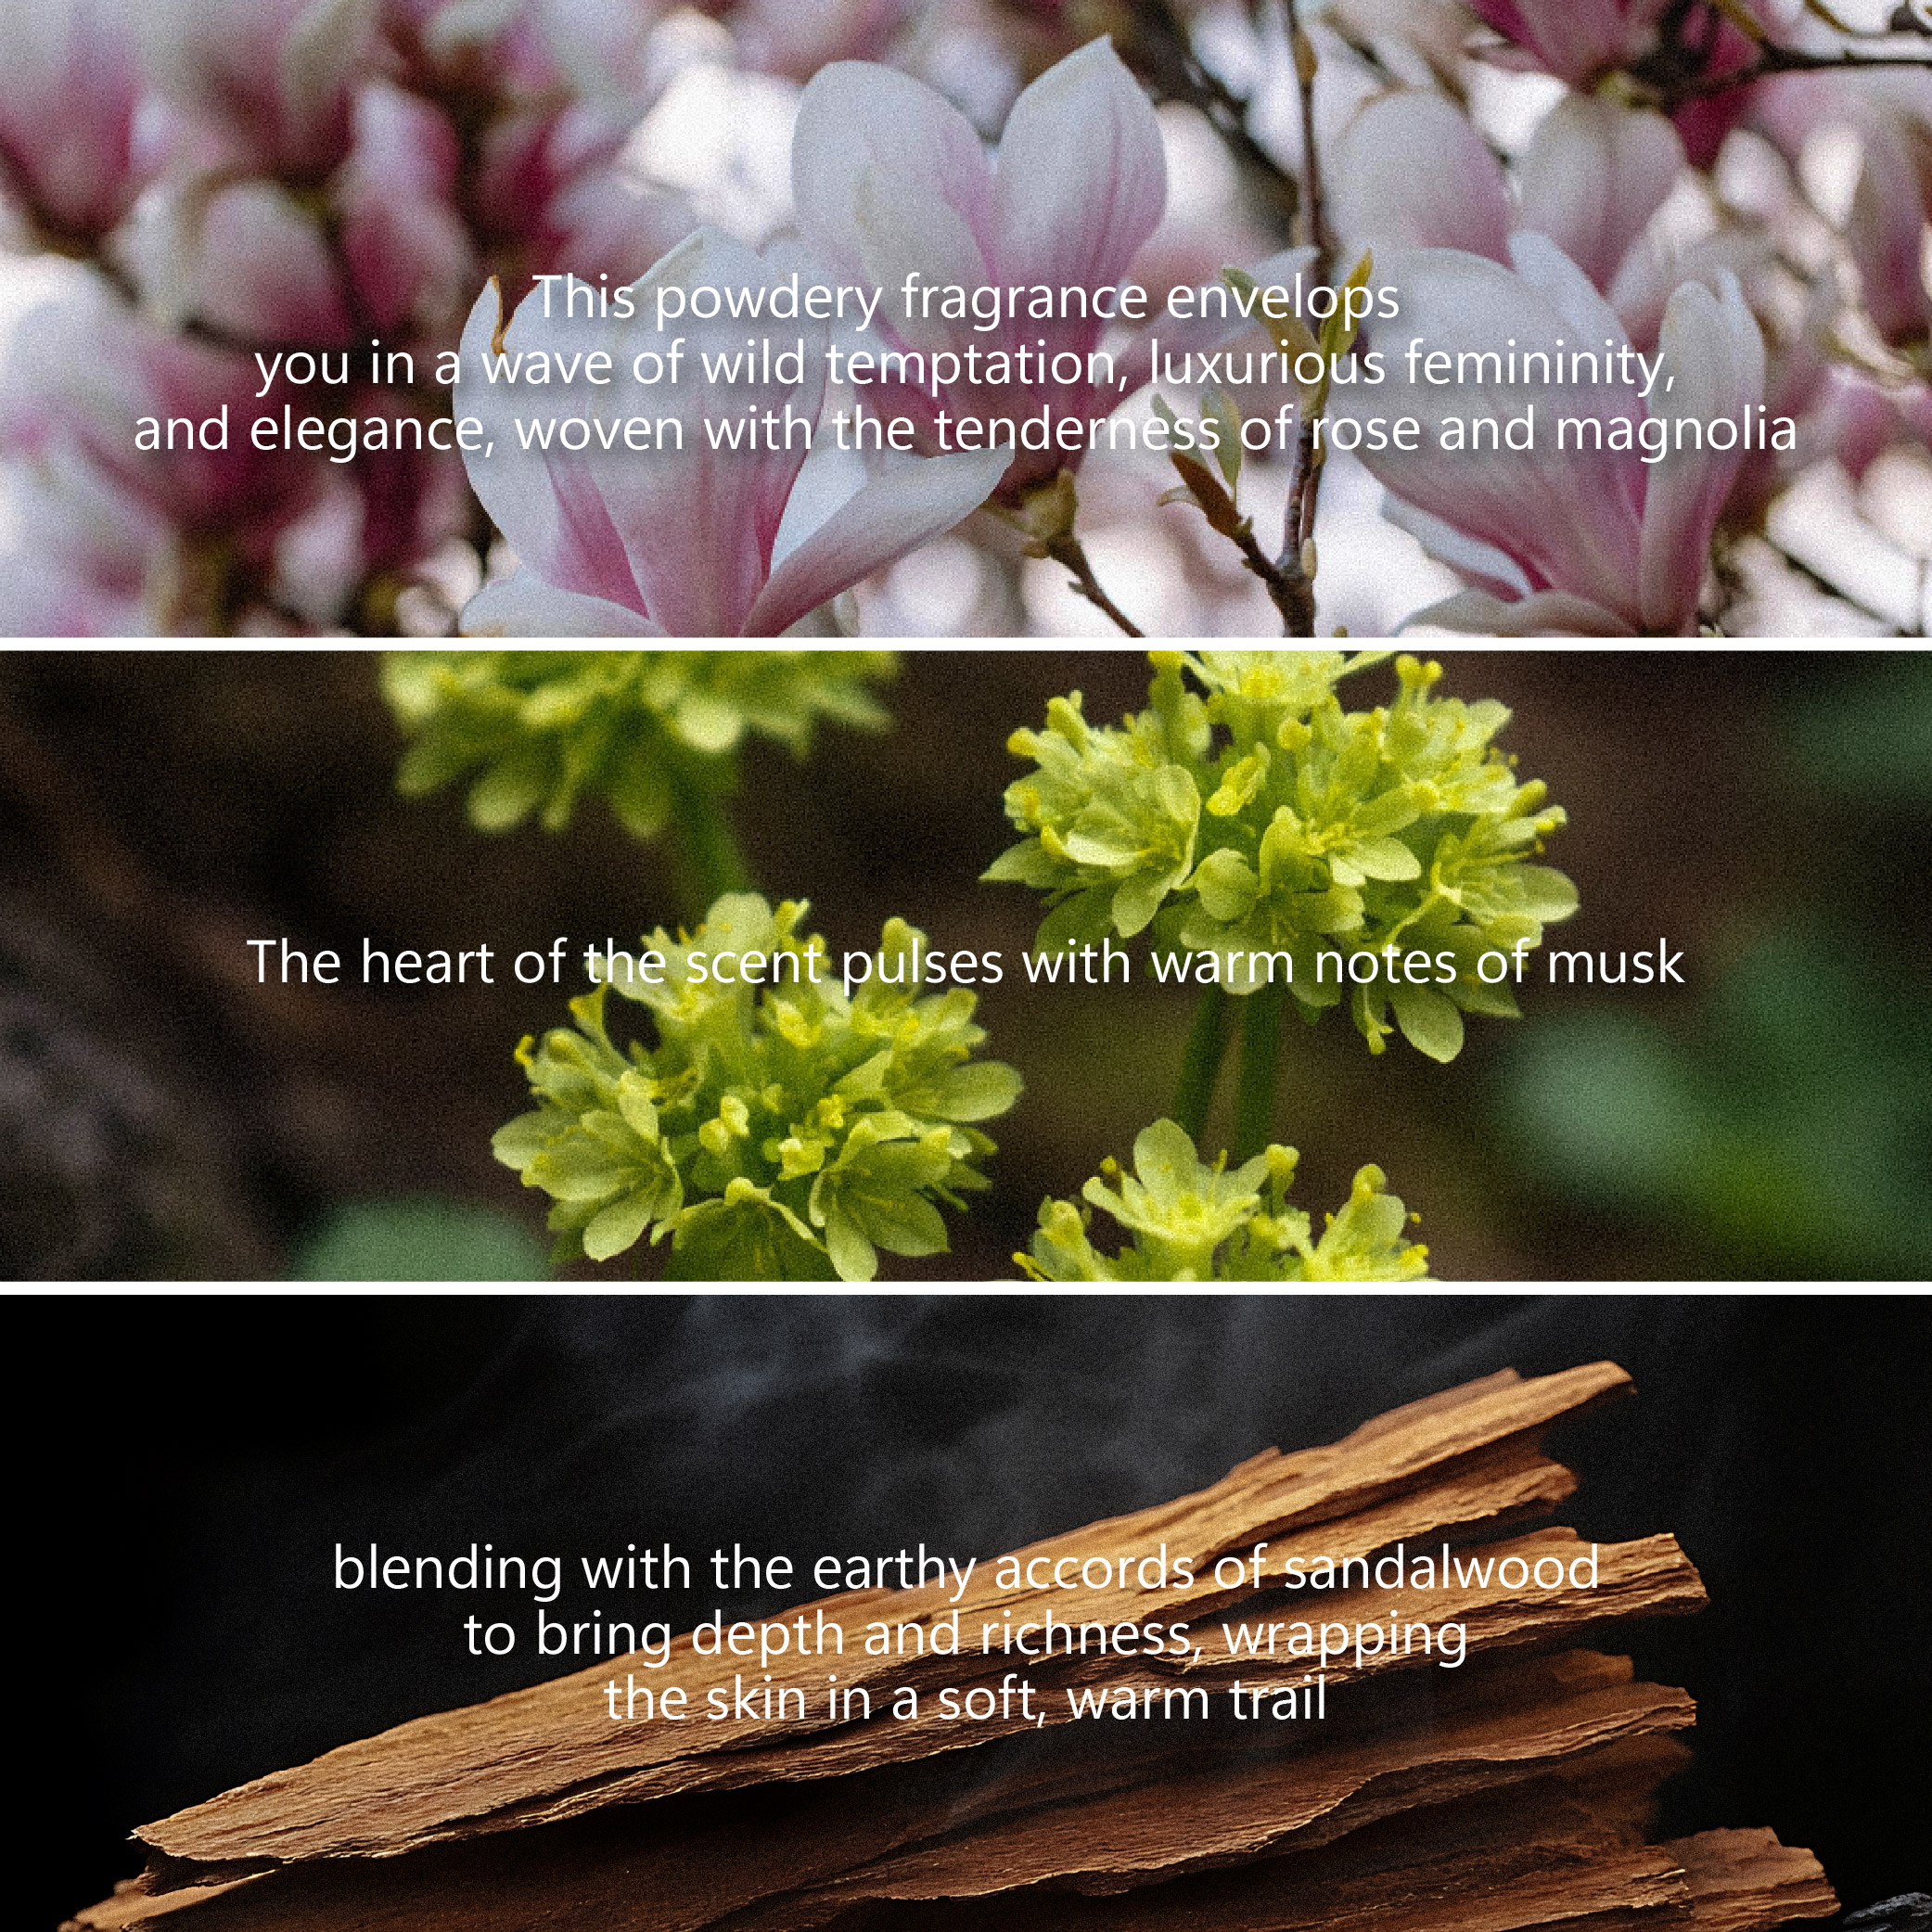 This powdery fragrance envelops
you in a wave of wild temptation, luxurious femininity,
and elegance, woven with the tenderness of rose and magnolia
The heart of the scent pulses with warm notes of musk
blending with the earthy accords of sandalwood
to bring depth and richness, wrapping
the skin in a soft, warm trail